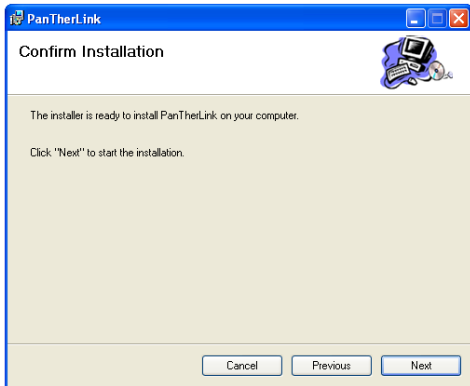 PanTherLink
Confirm Installation
The installer is ready to install PanTherLink on your computer.
Click "Next" to start the installation.
Cancel
Previous
Next